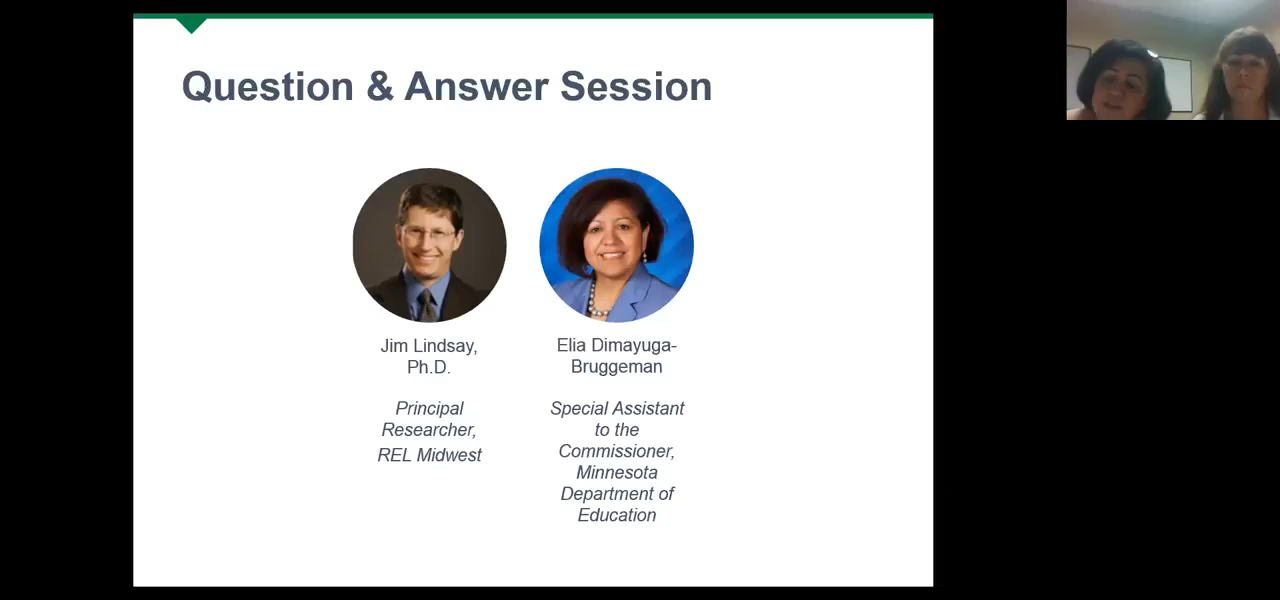 Question & Answer Session
Jim Lindsay,
Ph.D.
Principal
Researcher,
REL Midwest
Elia Dimayuga-
Bruggeman
Special Assistant
to the
Commissioner,
Minnesota
Department of
Education